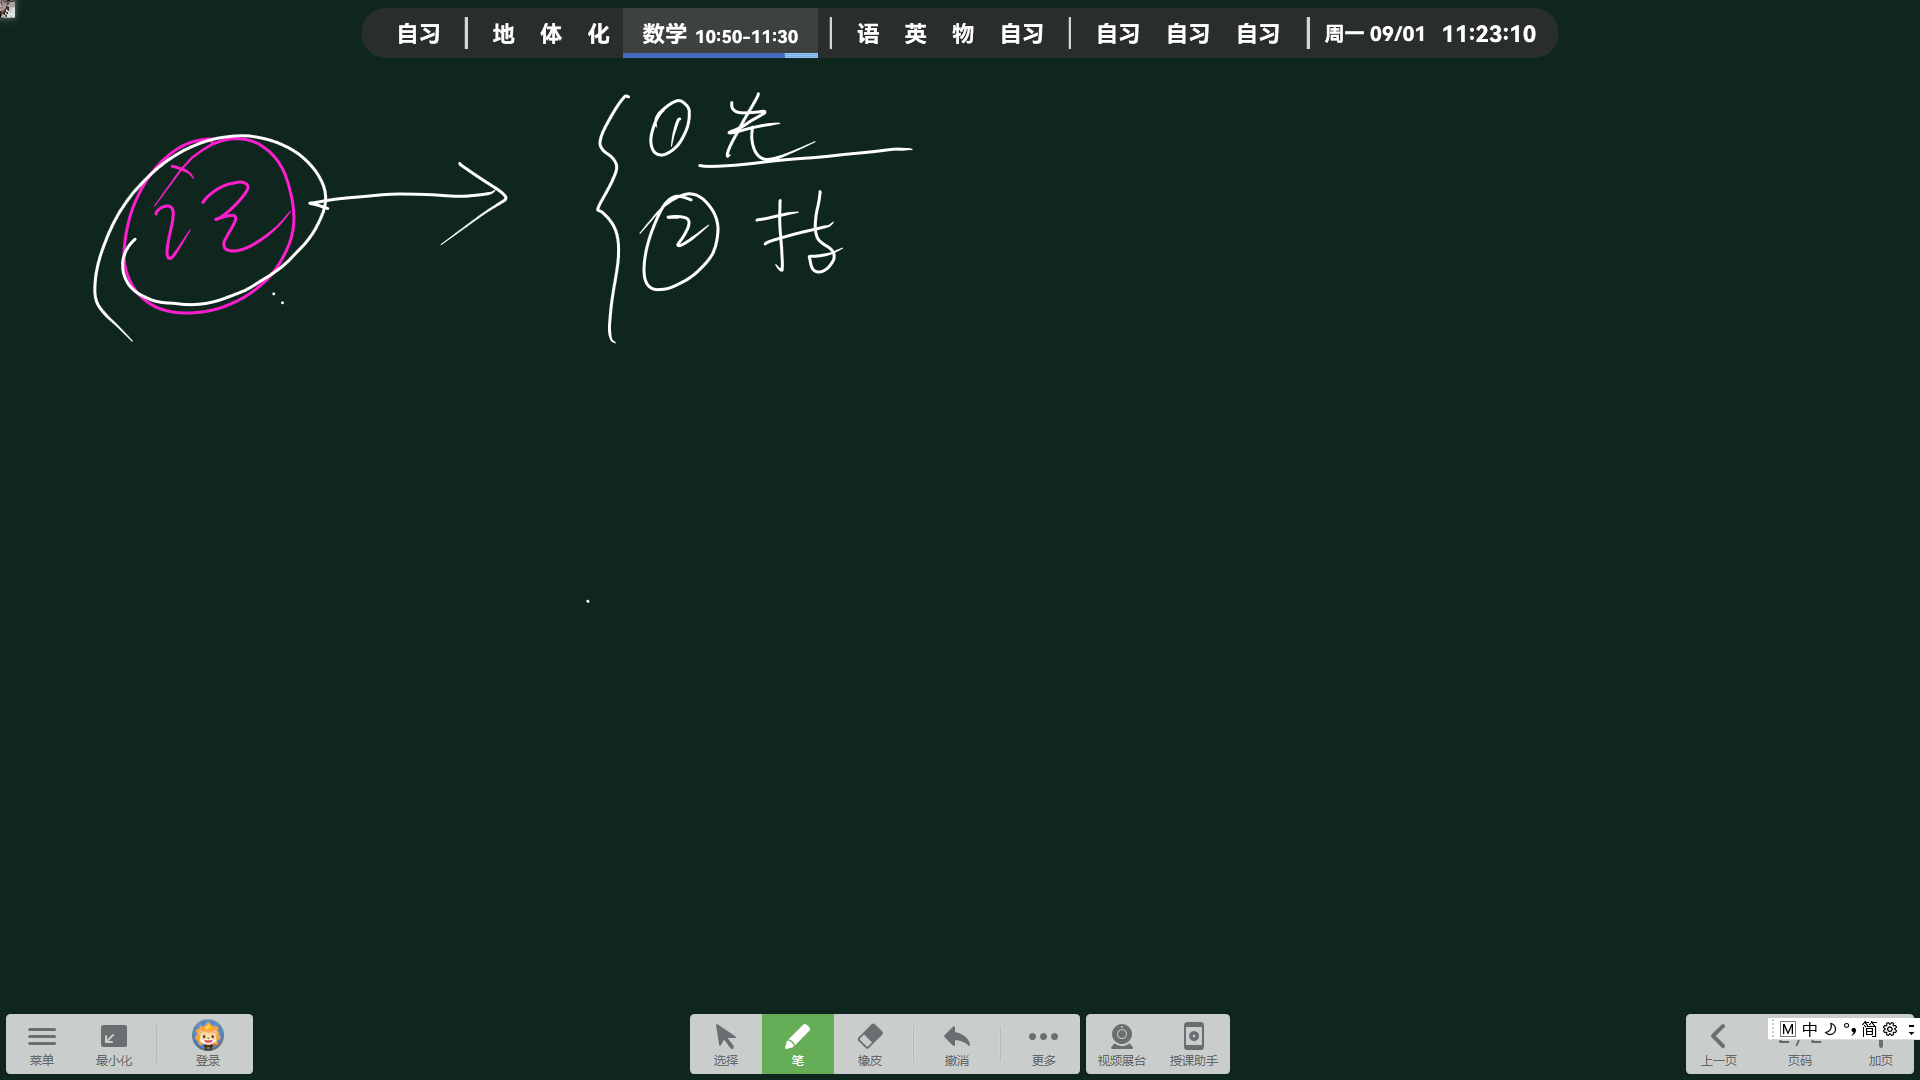 自习 | 地 体 化 数学 10:50-11:30 | 语 英 物 自习 | 自习 自习 自习 | 周一 09/01 11:23:10
① 先
② 指
菜单 最小化 登录 选择 笔 橡皮 撤消 更多 视频展台 授课助手 上一页 页码 加页
M 中 简